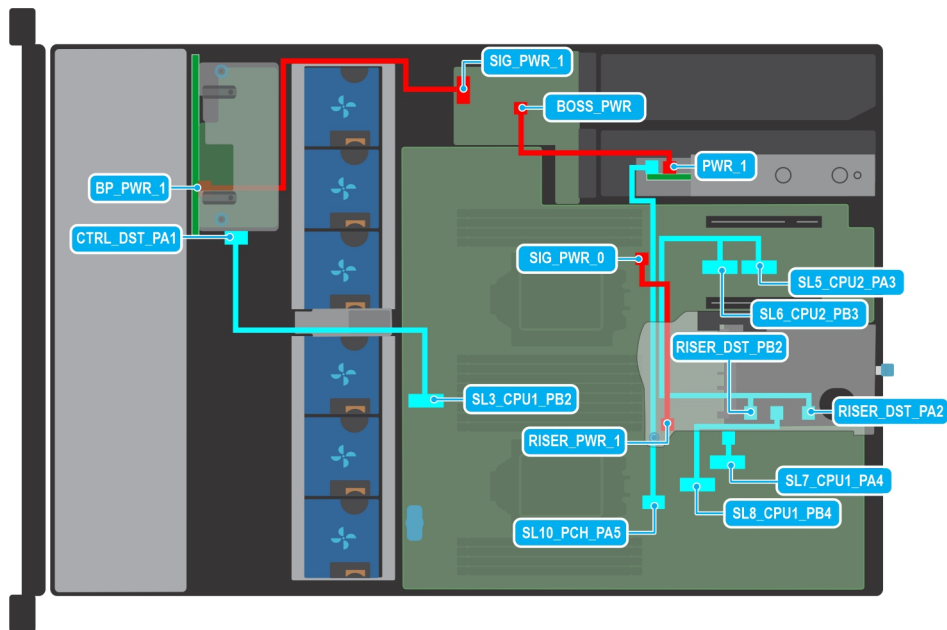 SIG_PWR_1
BOSS_PWR
PWR_1
BP_PWR_1
CTRL_DST_PA1
SIG_PWR_0
SL5_CPU2_PA3
SL6_CPU2_PB3
RISER_DST_PB2
SL3_CPU1_PB2
RISER_DST_PA2
RISER_PWR_1
SL7_CPU1_PA4
SL8_CPU1_PB4
SL10_PCH_PA5